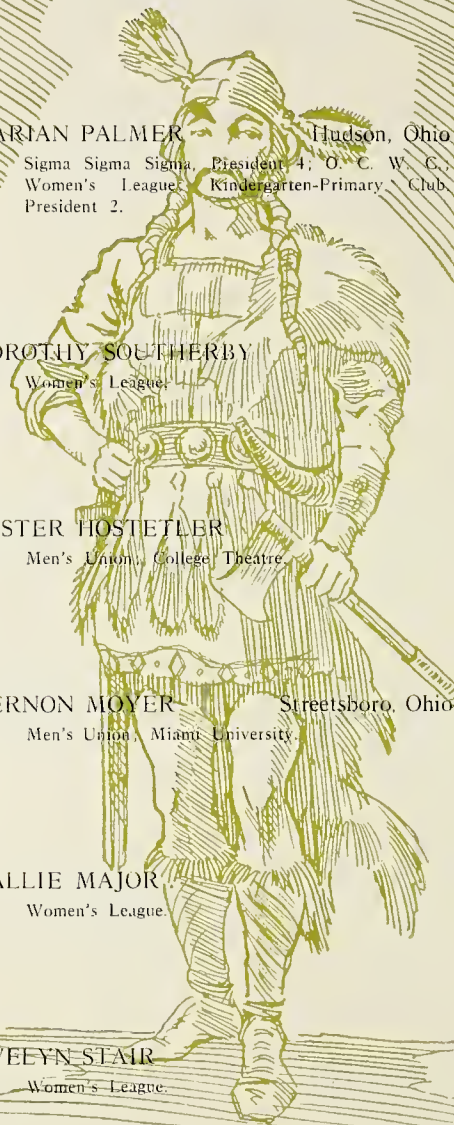 ARIAN PALMER Hudson, Ohio
Sigma Sigma Sigma, President 4; O. C. W. C.;
Women's League; Kindergarten-Primary Club,
President 2.
OROTHY SOUTHERBY
Women's League.
STER HOSTETLER
Men's Union; College Theatre.
ERNON MOYER Streetsboro, Ohio
Men's Union; Miami University.
ALLIE MAJOR
Women's League.
VELYN STAIR
Women's League.